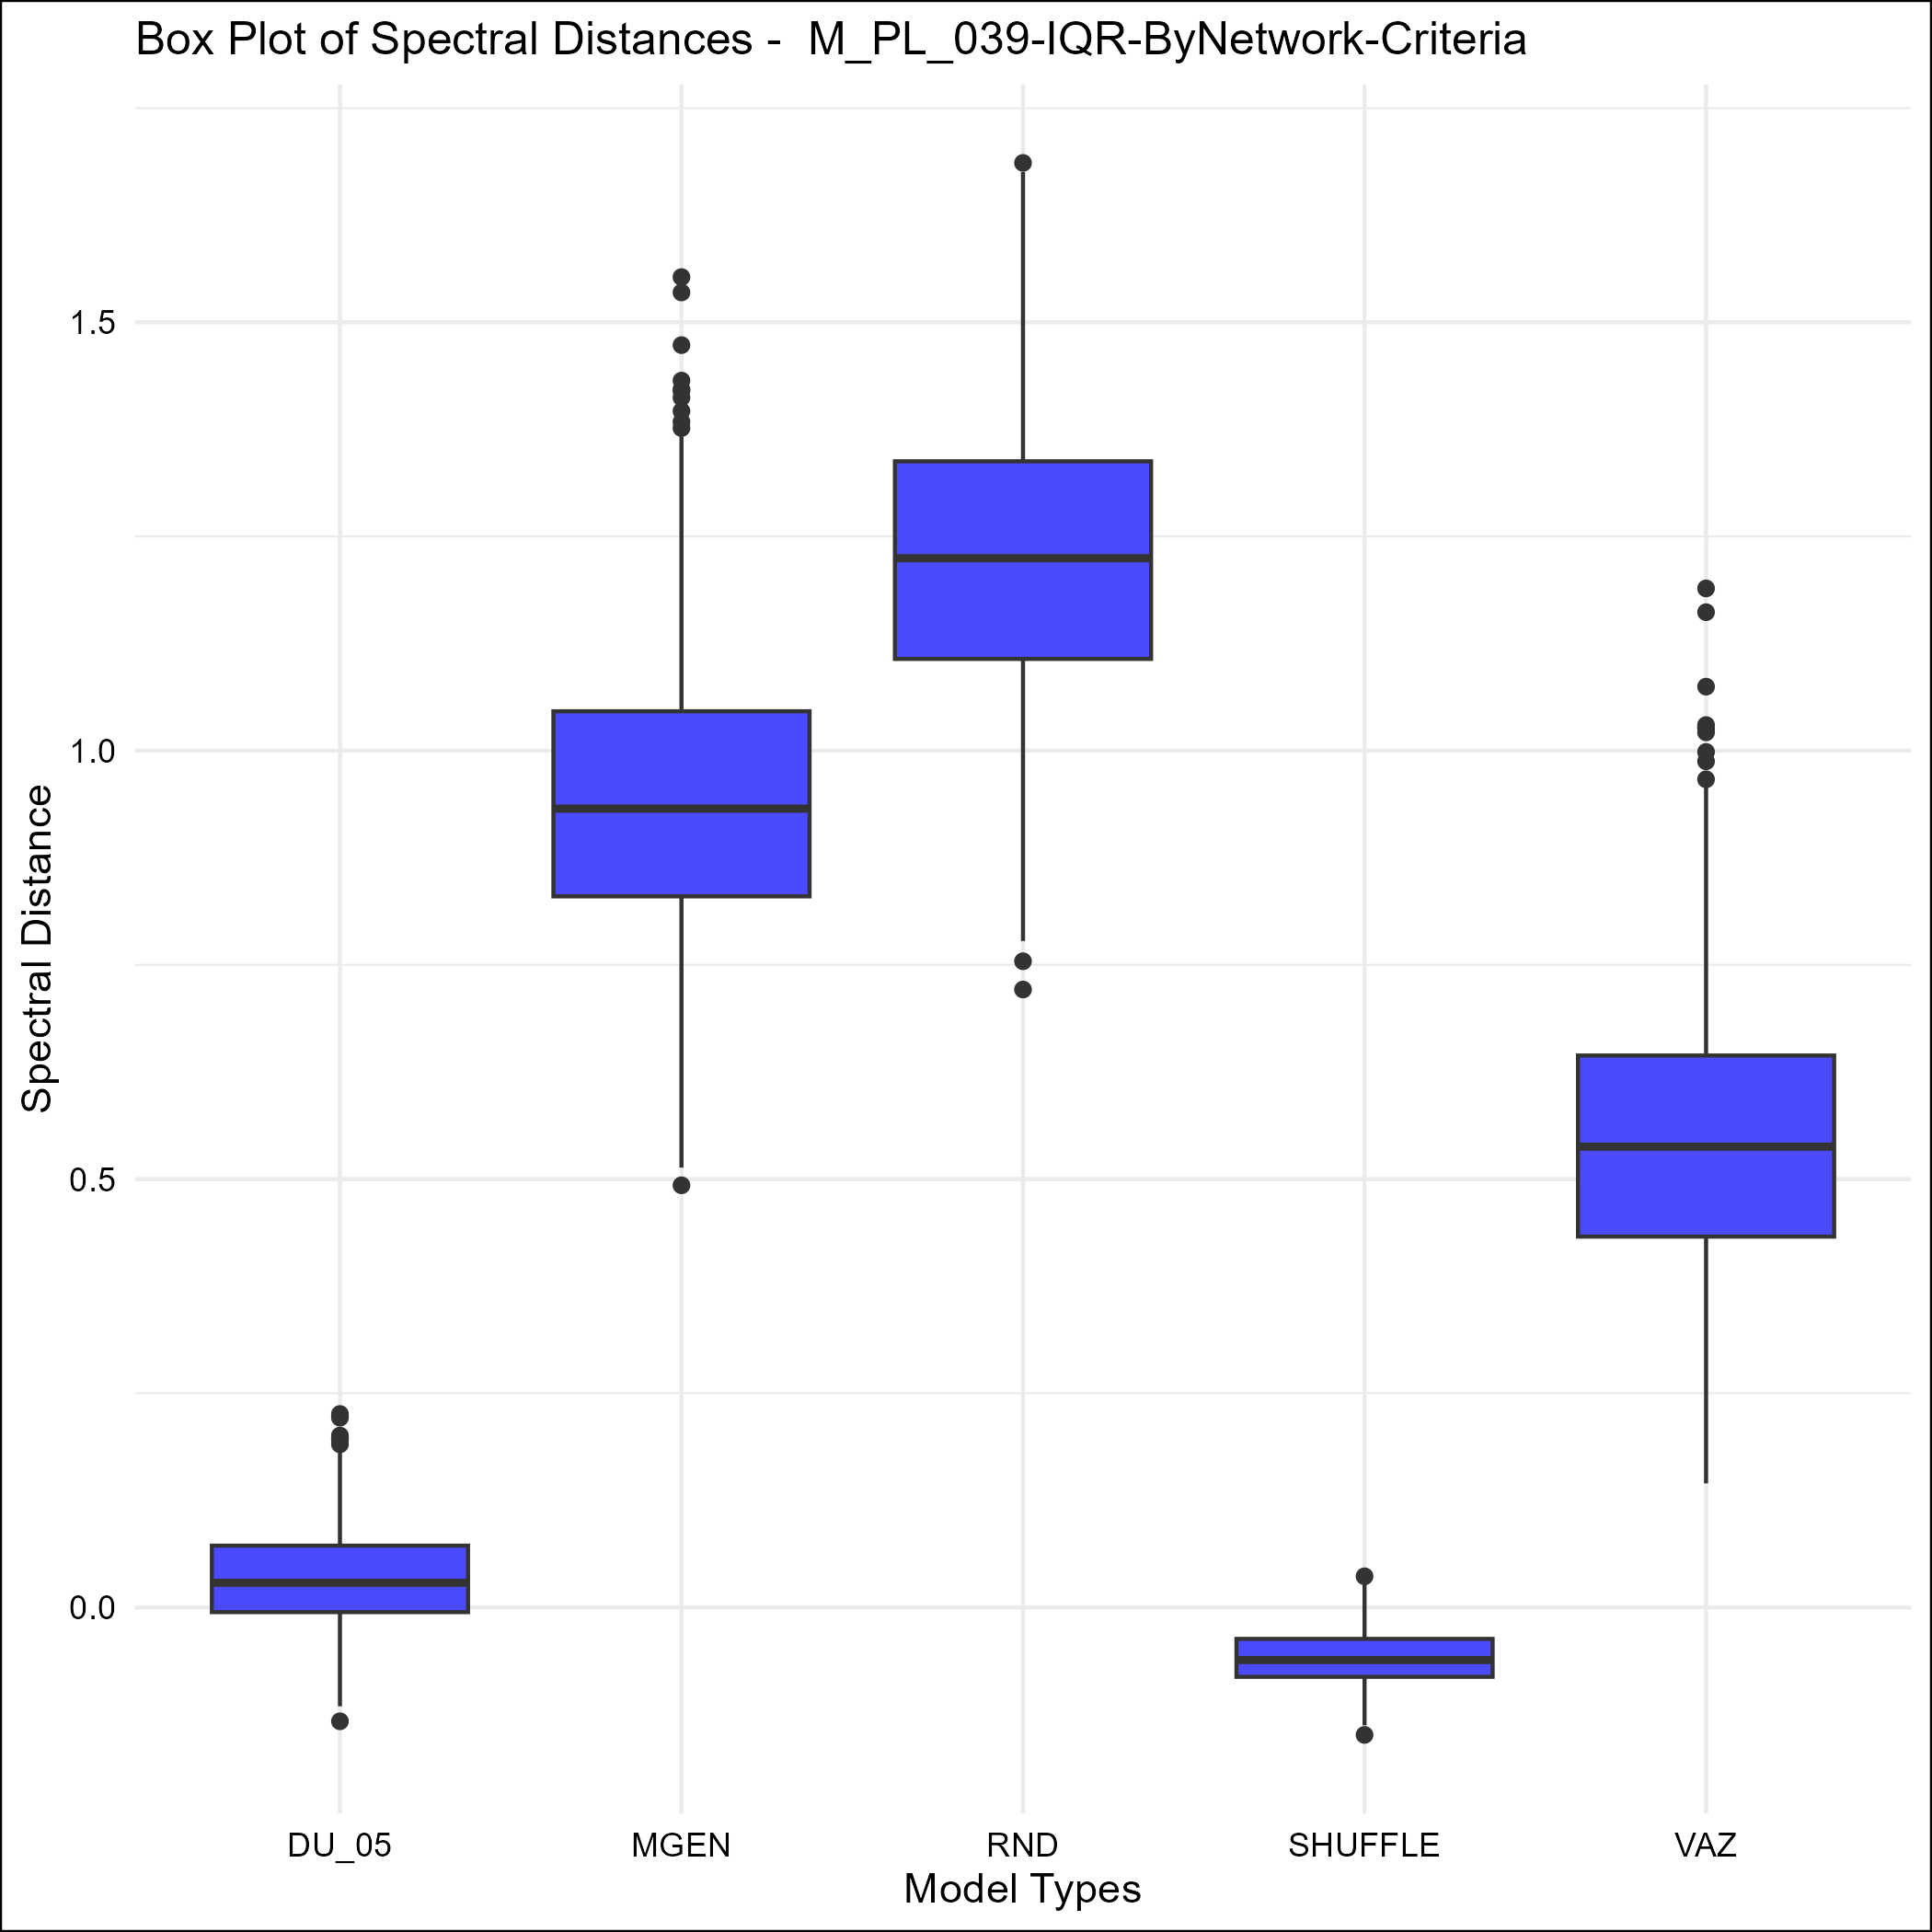 Box Plot of Spectral Distances -  M_PL_039-IQR-ByNetwork-Criteria
Spectral Distance
1.5
1.0
0.5
0.0
DU_05
MGEN
RND
SHUFFLE
VAZ
Model Types